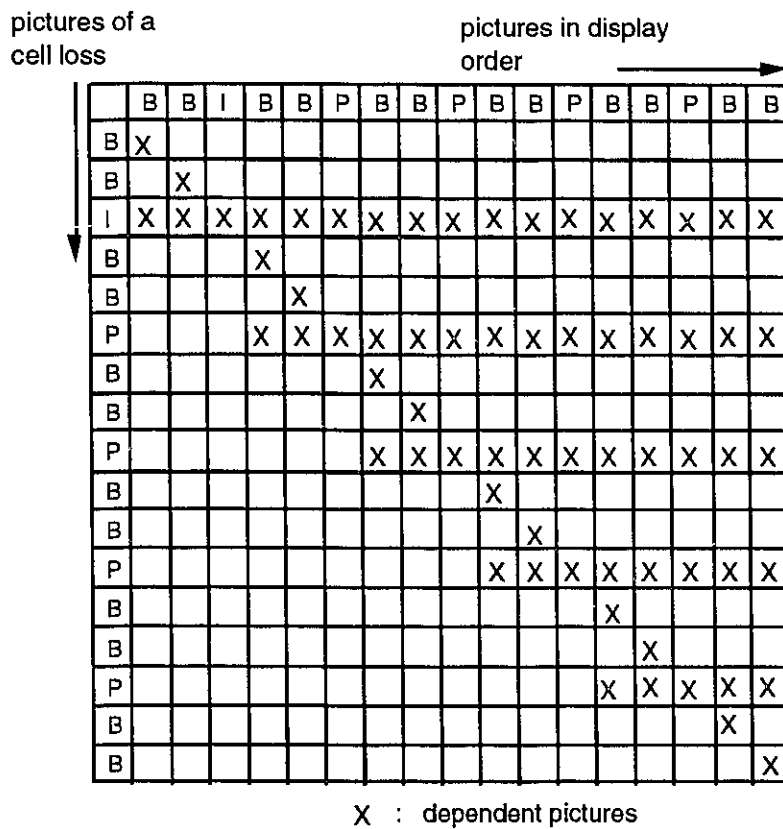 pictures of a
cell loss
pictures in display
order
B B I B B P B B P B B P B B P B B
B X
B X
I X X X X X X X X X X X X X X X X X
B X
B X
P X X X X X X X X X X X X X X
B X
B X
P X X X X X X X X X X X
B X
B X
P X X X X X X X X
B X
B X
P X X X X X
B X
B X
X : dependent pictures